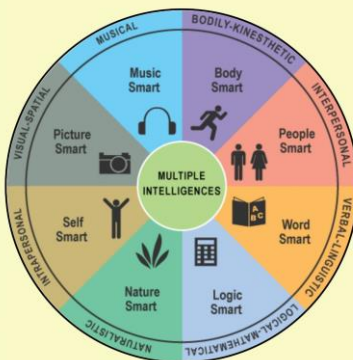 MUSICAL
BODILY-KINESTHETIC
INTERPERSONAL
VERBAL-LINGUISTIC
LOGICAL-MATHEMATICAL
NATURALISTIC
INTRAPERSONAL
VISUAL-SPATIAL
Music
Smart
Body
Smart
People
Smart
Word
Smart
Logic
Smart
Nature
Smart
Self
Smart
Picture
Smart
MULTIPLE
INTELLIGENCES
A
B
C